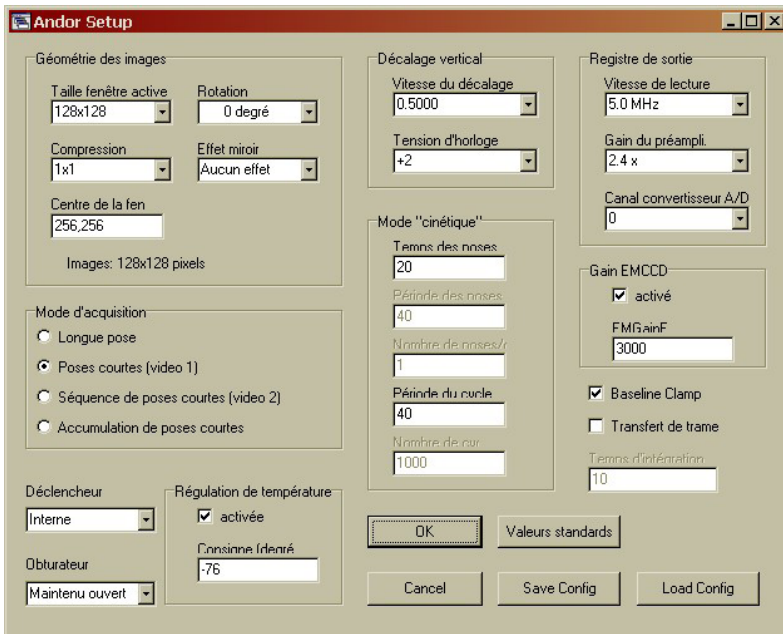 Andor Setup
Géométrie des images
Taille fenêtre active
128x128
Rotation
0 degré
Compression
1x1
Effet miroir
Aucun effet
Centre de la fen
256,256
Images: 128x128 pixels
Mode d'acquisition
Longue pose
Poses courtes (video 1)
Séquence de poses courtes (video 2)
Accumulation de poses courtes
Déclencheur
Interne
Obturateur
Maintenu ouvert
Régulation de température
activée
Consigne (degré
-76
Décalage vertical
Vitesse du décalage
0.5000
Tension d'horloge
+2
Mode "cinétique"
Temps des poses
20
Période des poses
40
Nombre de poses/c
1
Période du cycle
40
Nombre de cyc
1000
Registre de sortie
Vitesse de lecture
5.0 MHz
Gain du préampli.
2.4 x
Canal convertisseur A/D
0
Gain EMCCD
activé
EMGainF
3000
Baseline Clamp
Transfert de trame
Temps d'intégration
10
OK
Valeurs standards
Cancel
Save Config
Load Config